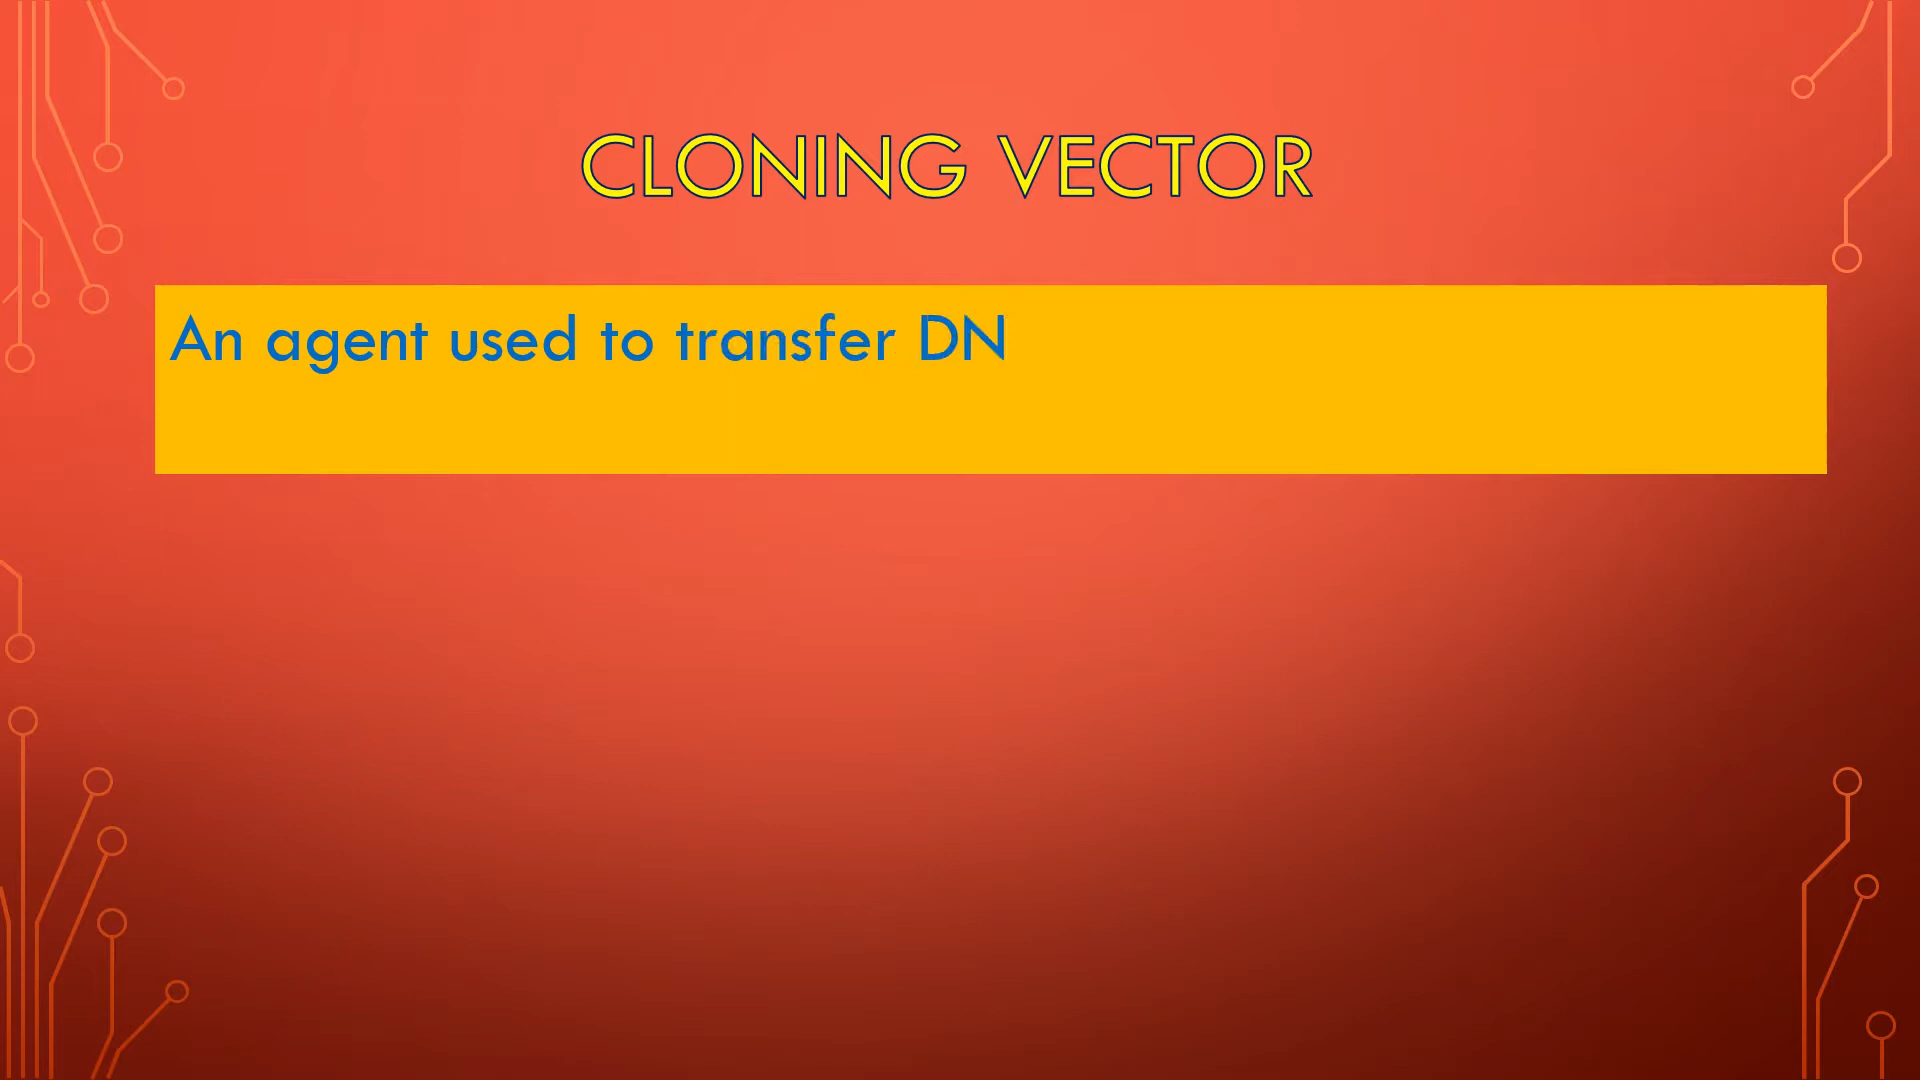 CLONING VECTOR
An agent used to transfer DN